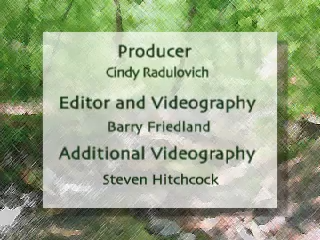 Producer
Cindy Radulovich
Editor and Videography
Barry Friedland
Additional Videography
Steven Hitchcock